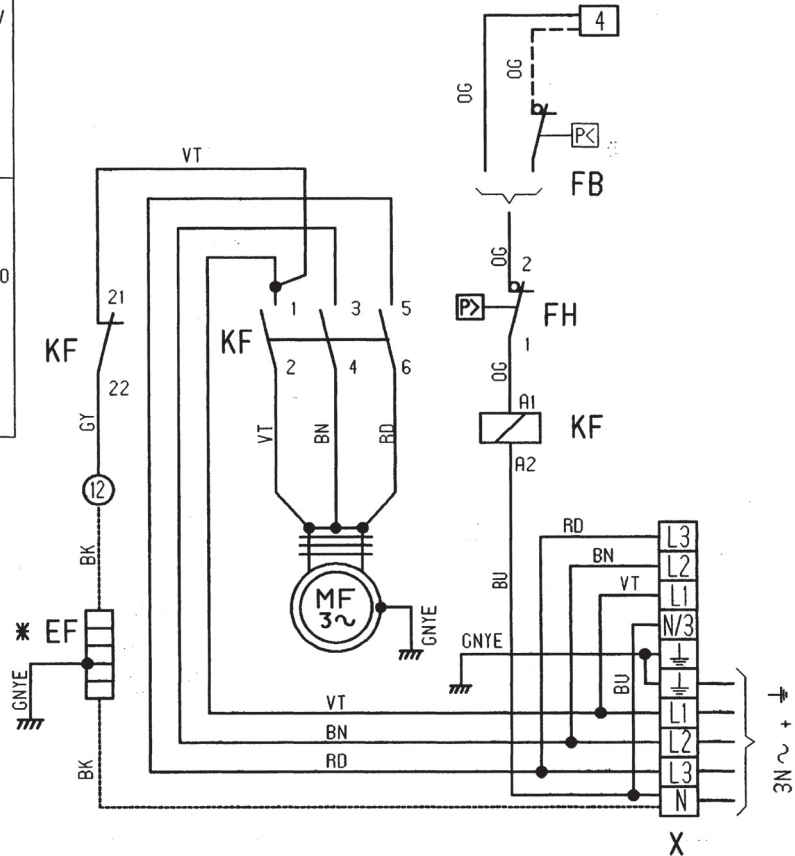 V
O
4
OG
OG
P<
FB
VT
OG
2
P>
FH
1
OG
21
KF
22
GY
KF
1
3
5
2
4
6
VT
BN
RD
A1
KF
A2
12
BK
BU
* EF
GNYE
BK
MF
3~
GNYE
RD
L3
BN
L2
VT
L1
N/3
GNYE
BU
VT
L1
BN
L2
RD
L3
N
X
3N ~ +